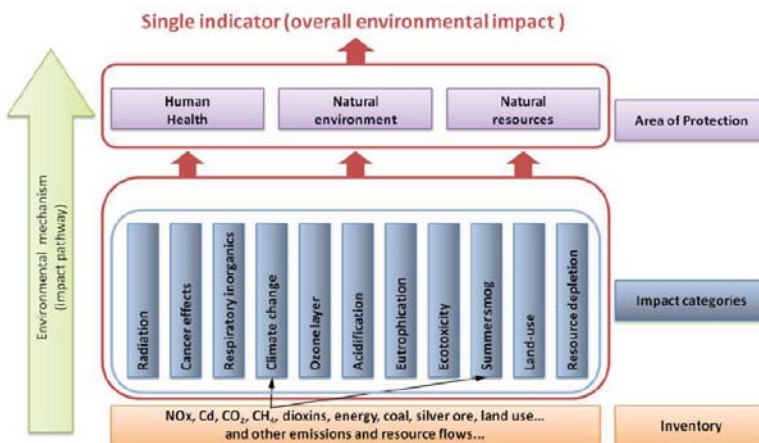 Single indicator (overall environmental impact )
Human
Health
Natural
environment
Natural
resources
Area of Protection
Environmental mechanism
(impact pathway)
Radiation
Cancer effects
Respiratory inorganics
Climate change
Ozone layer
Acidification
Eutrophication
Ecotoxicity
Summer smog
Land-use
Resource depletion
Impact categories
NOx, Cd, CO₂, CH₄, dioxins, energy, coal, silver ore, land use...
and other emissions and resource flows...
Inventory